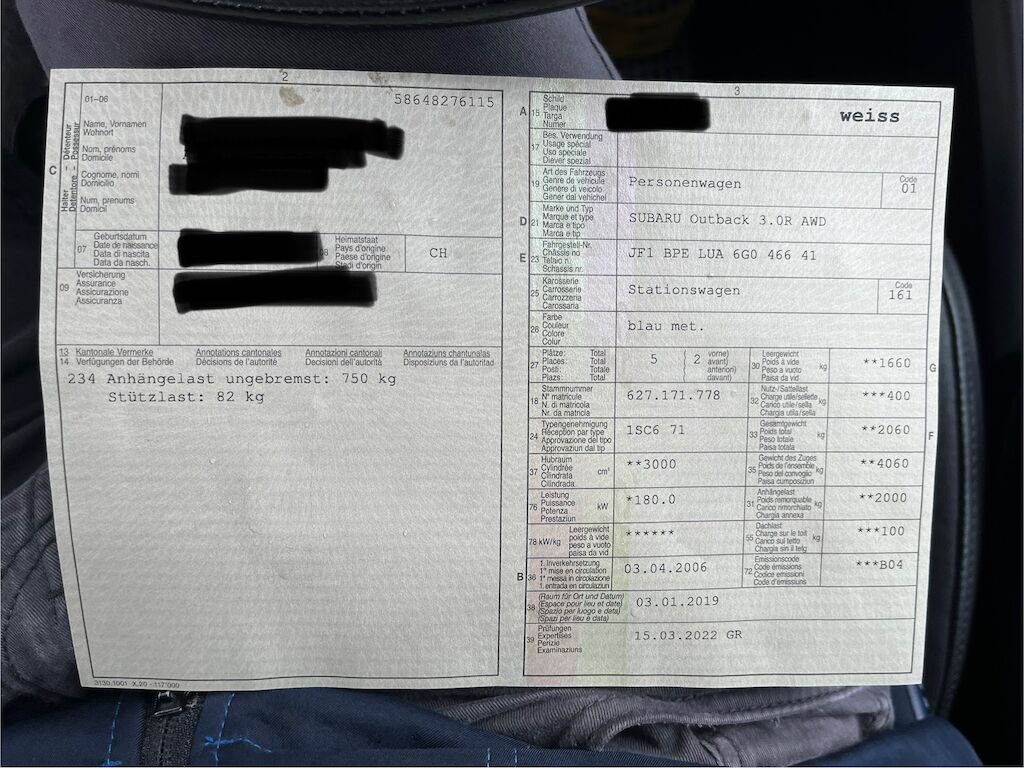 2
01–06
58648276115
Name, Vornamen
Wohnort
Nom, prénoms
Domicile
Cognome, nomi
Domicilio
Num, prenums
Domicil
C
Halter - Détenteur
Detentore - Possessur
07
Geburtsdatum
Date de naissance
Data di nascita
Data da nasch.
Heimatstaat
Pays d'origine
Paese d'origine
Stadi d'origin
CH
09
Versicherung
Assurance
Assicurazione
Assicuranza
13 Kantonale Vermerke Annotations cantonales Annotazioni cantonali Annotaziuns chantunalas
14 Verfügungen der Behörde Décisions de l'autorité Decisioni dell'autorità Disposiziuns da l'autoritad
234 Anhängelast ungebremst: 750 kg
Stützlast: 82 kg
3
A 15
Schild
Plaque
Targa
Numer
weiss
17
Bes. Verwendung
Usage spécial
Uso speciale
Diever spezial
19
Art des Fahrzeugs
Genre de véhicule
Genere di veicolo
Gener dal vehichel
Personenwagen
Code
01
D 21
Marke und Typ
Marque et type
Marca e tipo
Marca e tip
SUBARU Outback 3.0R AWD
E 23
Fahrgestell-Nr.
Châssis no
Telaio n.
Schassis nr.
JF1 BPE LUA 6G0 466 41
25
Karosserie
Carrosserie
Carrozzeria
Carossaria
Stationswagen
Code
161
26
Farbe
Couleur
Colore
Colur
blau met.
27
Plätze: Total
Places: Total
Posti: Totale
Plazs: Total
5 ( 2
vorne)
avant)
anteriori)
davant)
30
Leergewicht
Poids à vide
Peso a vuoto
Paisa da vid
kg
**1660
G
18
Stammnummer
N° matricule
N. di matricola
Nr. da matricla
627.171.778
32
Nutz-/Sattellast
Charge utile/sellette
Carico utile/sella
Chargia utila/sella
kg
***400
24
Typengenehmigung
Réception par type
Approvazione del tipo
Approvaziun dal tip
1SC6 71
33
Gesamtgewicht
Poids total
Peso totale
Paisa totala
kg
**2060
F
37
Hubraum
Cylindrée
Cilindrata
Cilindrada
cm³
**3000
35
Gewicht des Zuges
Poids de l'ensemble
Peso del convoglio
Paisa cumposiziun
kg
**4060
76
Leistung
Puissance
Potenza
Prestaziun
kW
*180.0
31
Anhängelast
Poids remorquable
Carico rimorchiato
Chargia annexa
kg
**2000
78 kW/kg
Leergewicht
poids à vide
peso a vuoto
paisa da vid
******
55
Dachlast
Charge sur le toit
Carico sul tetto
Chargia sin il tetg
kg
***100
B 36
1. Inverkehrsetzung
1re mise en circulation
1a messa in circolazione
1. entrada en circulaziun
03.04.2006
72
Emissionscode
Code émissions
Codice emissioni
Code d'emissiuns
***B04
38
(Raum für Ort und Datum)
(Espace pour lieu et date)
(Spazio per luogo e data)
(Spazi per lieu e data)
03.01.2019
39
Prüfungen
Expertises
Perizie
Examinaziuns
15.03.2022 GR
3130.1001 - X.20 - 117'000